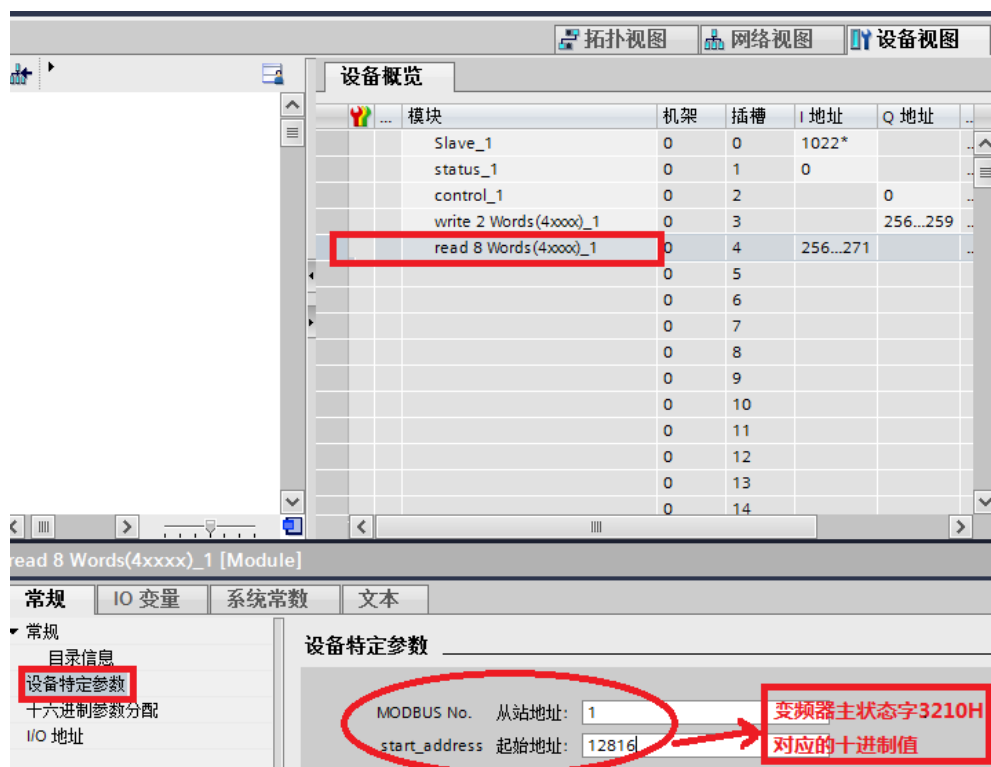 拓扑视图 网络视图 设备视图
设备概览
... 模块 机架 插槽 I 地址 Q 地址 ..
Slave_1 0 0 1022* ..
status_1 0 1 0 ..
control_1 0 2 0 ..
write 2 Words(4xxxx)_1 0 3 256...259 ..
read 8 Words(4xxxx)_1 0 4 256...271 ..
0 5
0 6
0 7
0 8
0 9
0 10
0 11
0 12
0 13
0 14
read 8 Words(4xxxx)_1 [Module]
常规 IO 变量 系统常数 文本
常规
目录信息
设备特定参数
十六进制参数分配
I/O 地址
设备特定参数
MODBUS No. 从站地址: 1
start_address 起始地址: 12816
变频器主状态字3210H
对应的十进制值